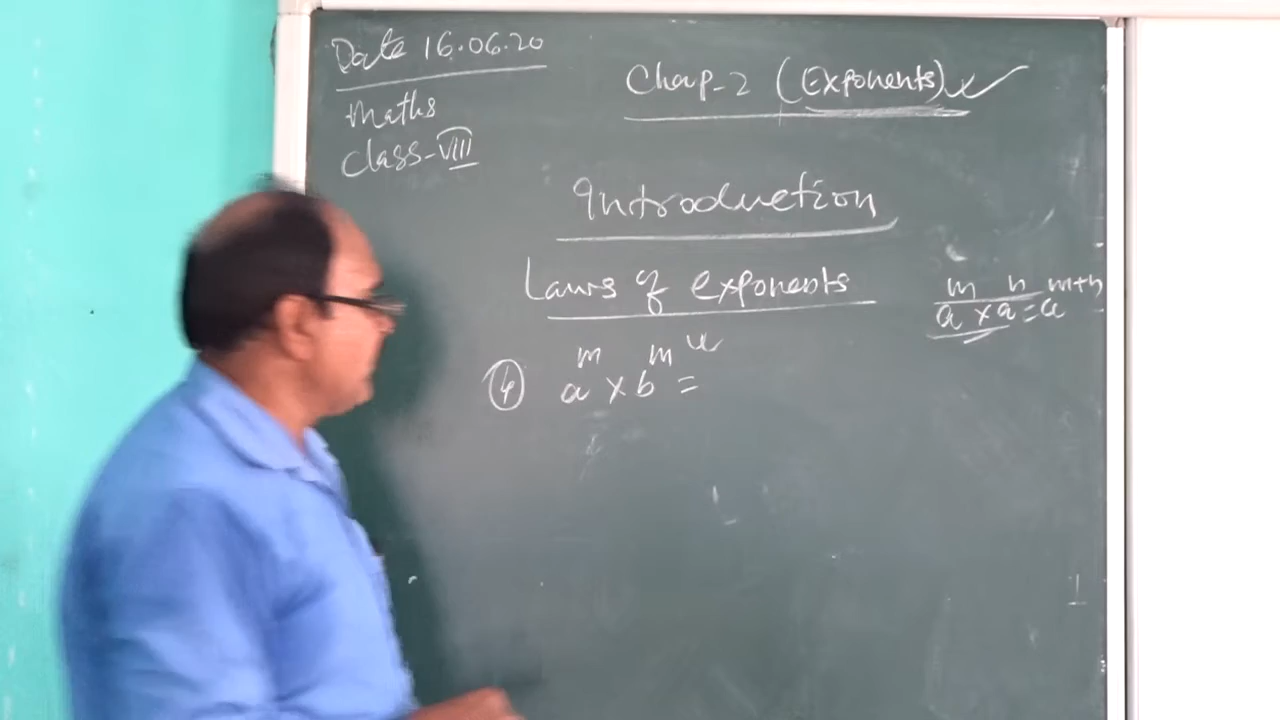 Date 16.06.20
Chap-2 (Exponents)
Maths
Class-VIII
Introduction
Laws of exponents
a^m × a^n = a^m+n
④ a^m × b^m =